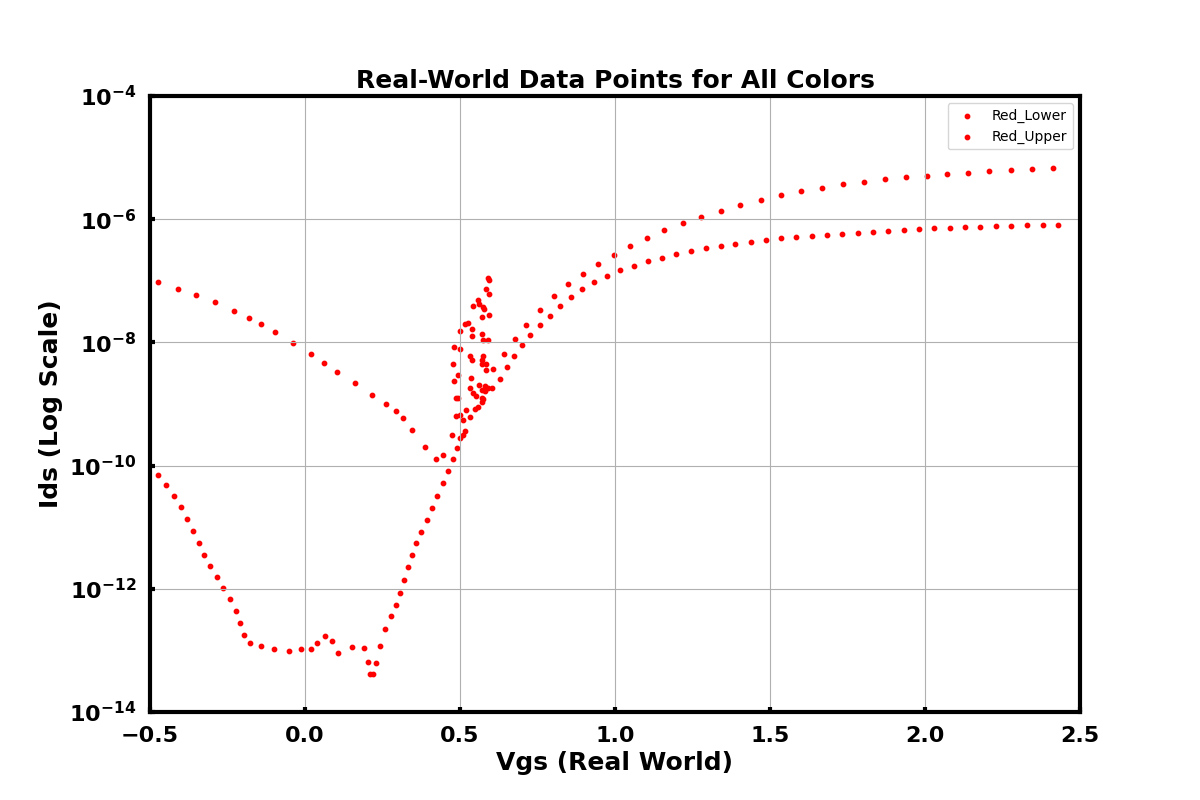 Real-World Data Points for All Colors
10⁻⁴
Red_Lower
Red_Upper
10⁻⁶
10⁻⁸
10⁻¹⁰
10⁻¹²
10⁻¹⁴
Ids (Log Scale)
−0.5 0.0 0.5 1.0 1.5 2.0 2.5
Vgs (Real World)